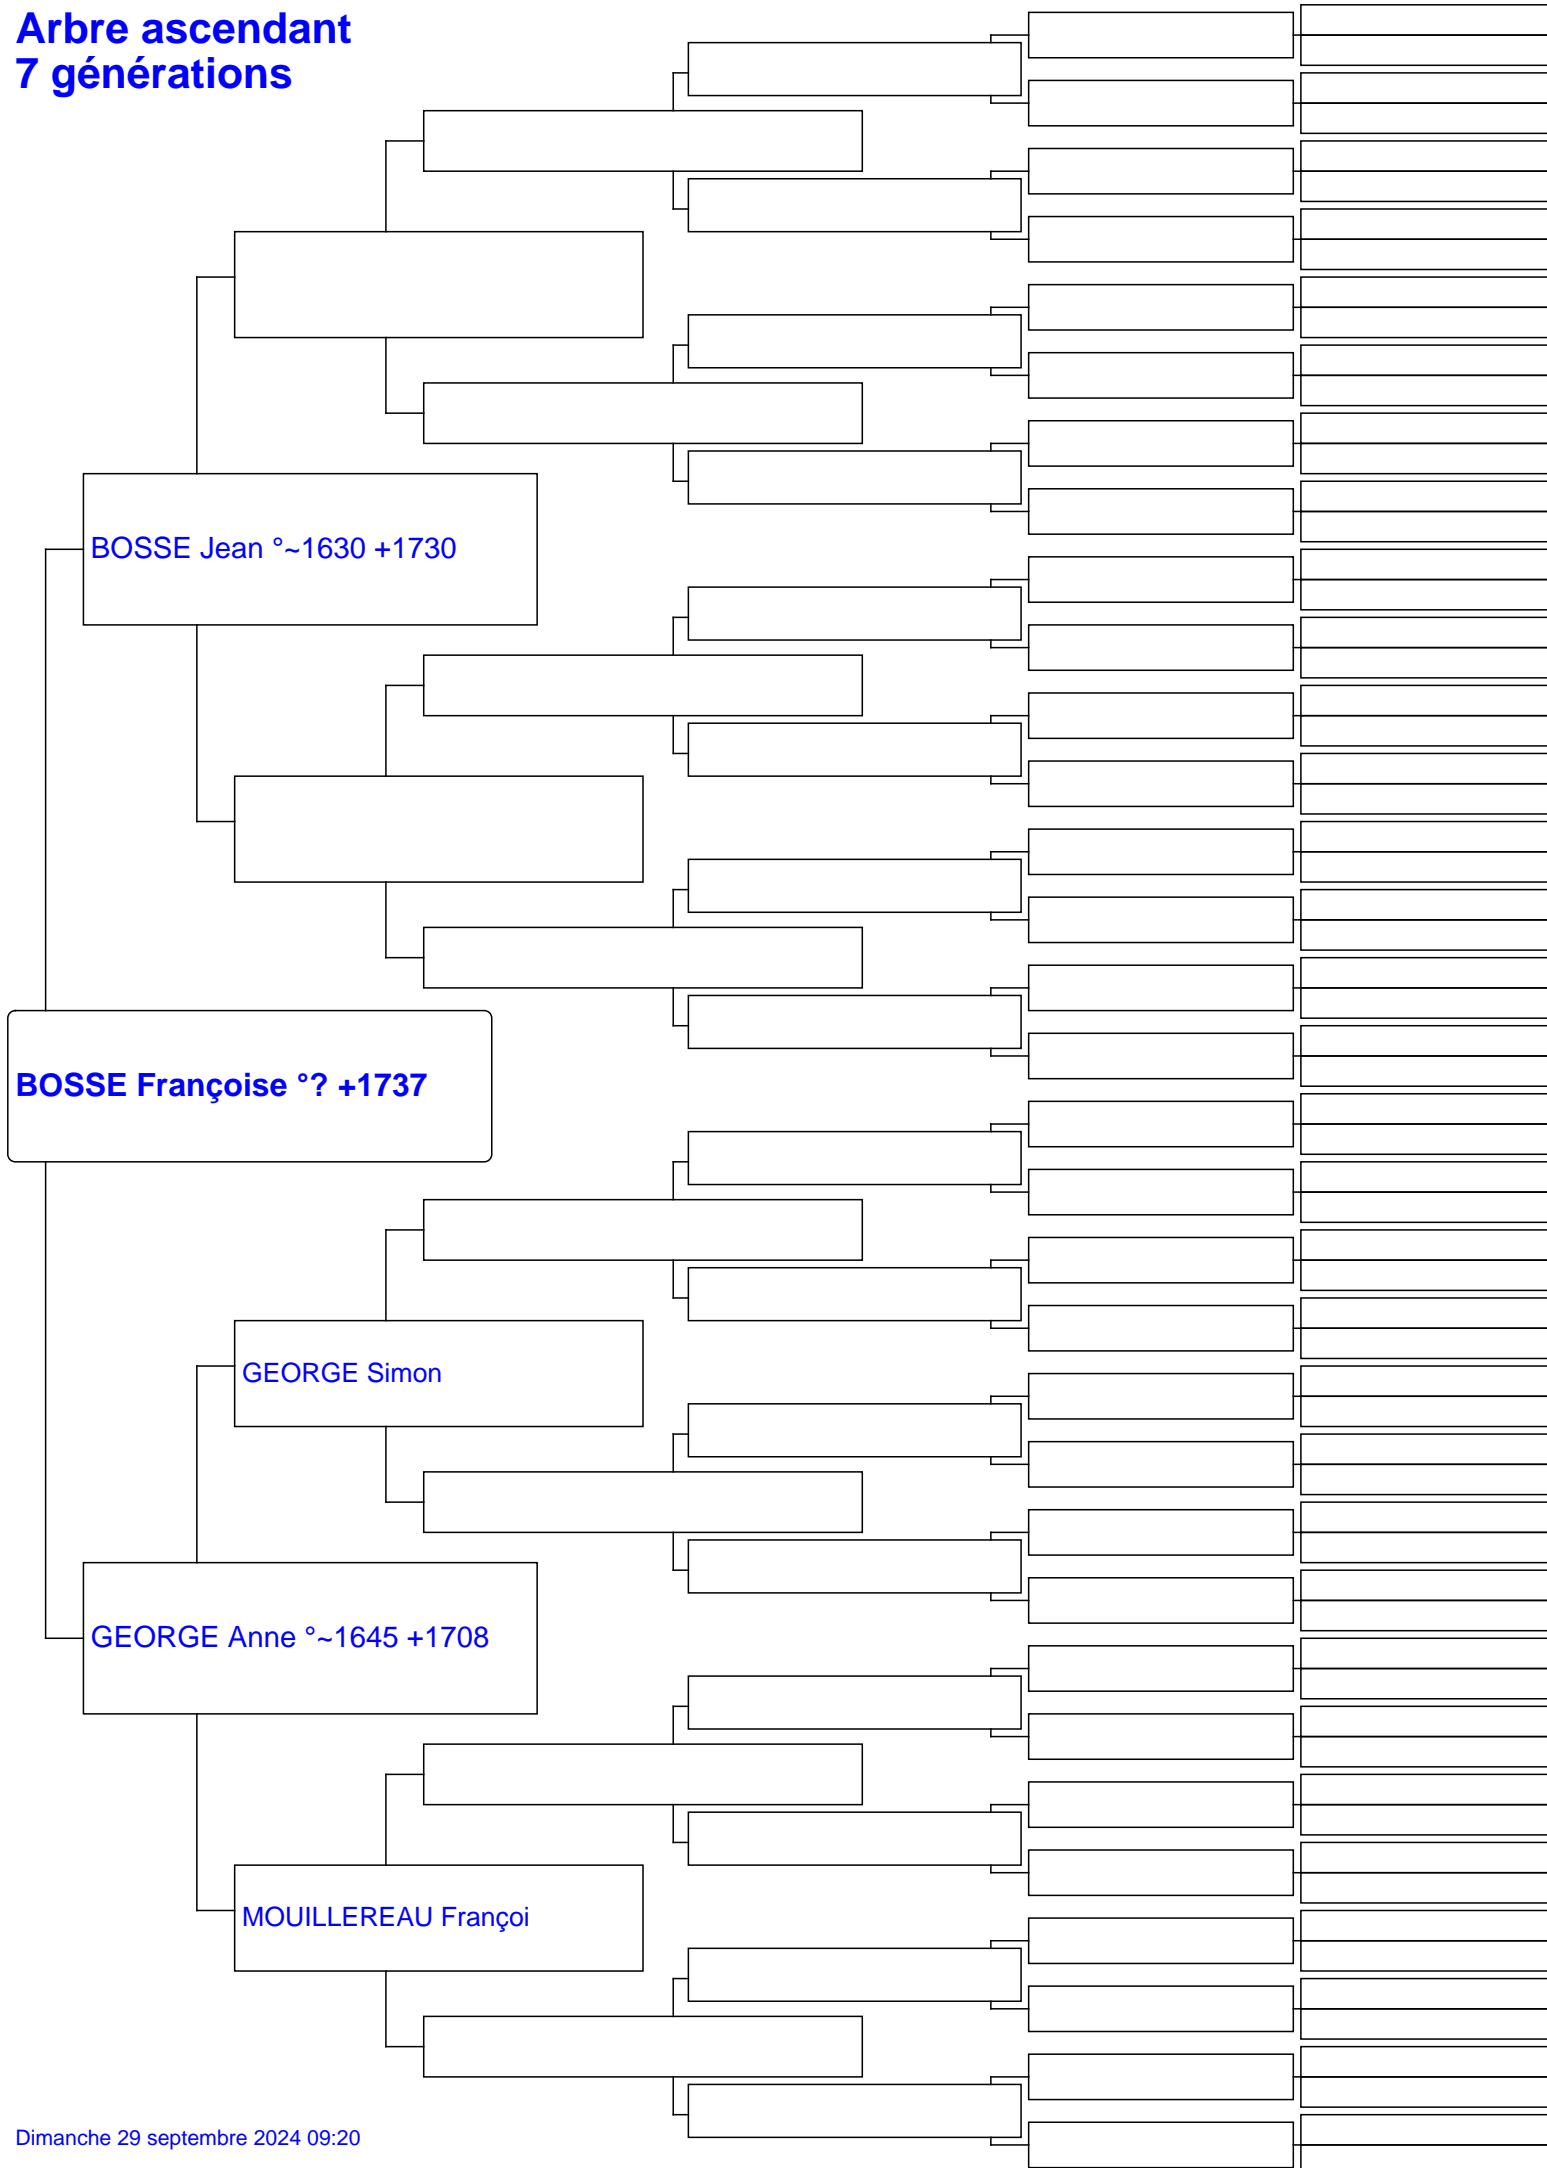 Arbre ascendant
7 générations
BOSSE Jean °~1630 +1730
BOSSE Françoise °? +1737
GEORGE Simon
GEORGE Anne °~1645 +1708
MOUILLEREAU Françoi
Dimanche 29 septembre 2024 09:20